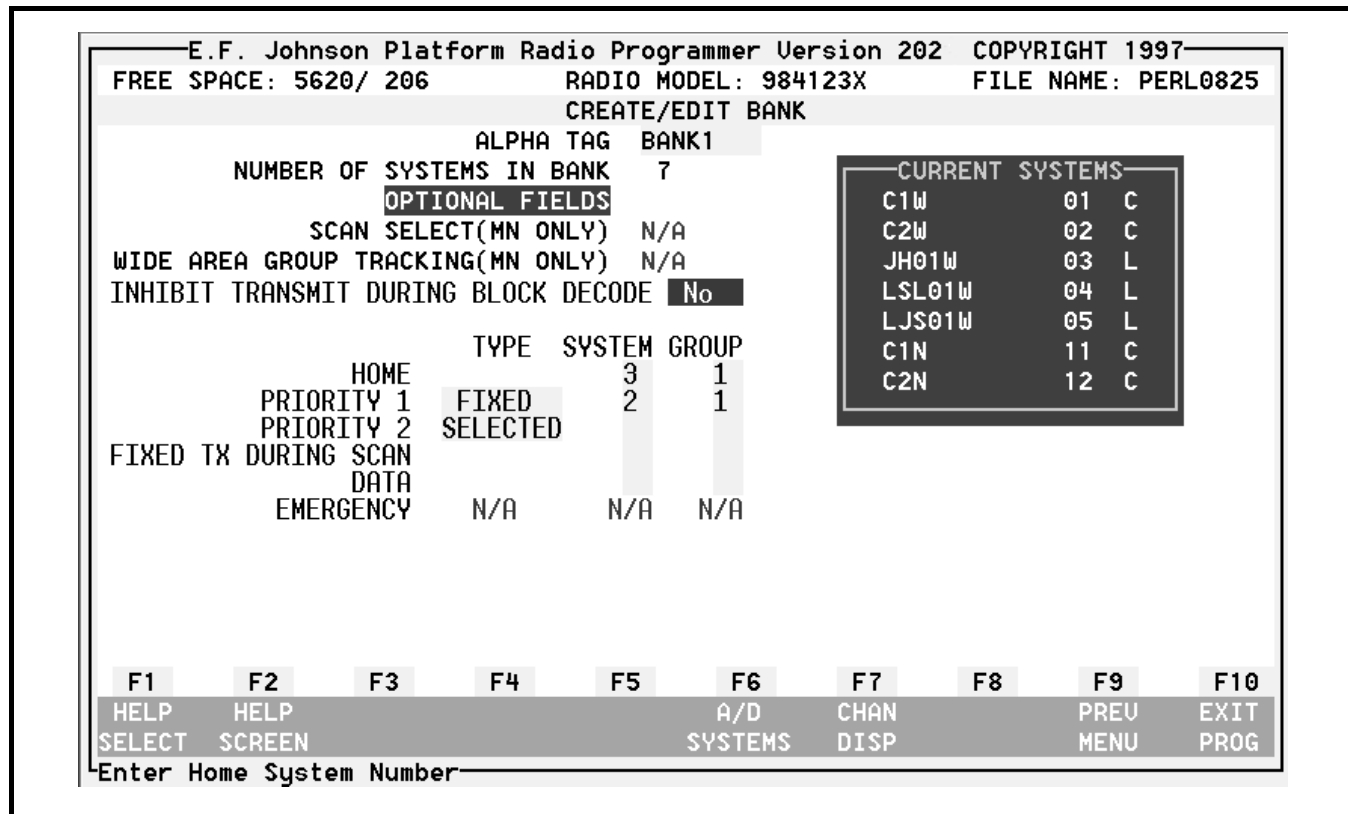 E.F. Johnson Platform Radio Programmer Version 202 COPYRIGHT 1997
FREE SPACE: 5620/ 206 RADIO MODEL: 984123X FILE NAME: PERL0825
CREATE/EDIT BANK
ALPHA TAG BANK1
NUMBER OF SYSTEMS IN BANK 7
OPTIONAL FIELDS
SCAN SELECT(MN ONLY) N/A
WIDE AREA GROUP TRACKING(MN ONLY) N/A
INHIBIT TRANSMIT DURING BLOCK DECODE No
TYPE SYSTEM GROUP
HOME 3 1
PRIORITY 1 FIXED 2 1
PRIORITY 2 SELECTED
FIXED TX DURING SCAN
DATA
EMERGENCY N/A N/A N/A
CURRENT SYSTEMS
C1W 01 C
C2W 02 C
JH01W 03 L
LSL01W 04 L
LJS01W 05 L
C1N 11 C
C2N 12 C
F1 F2 F3 F4 F5 F6 F7 F8 F9 F10
HELP HELP A/D CHAN PREV EXIT
SELECT SCREEN SYSTEMS DISP MENU PROG
Enter Home System Number